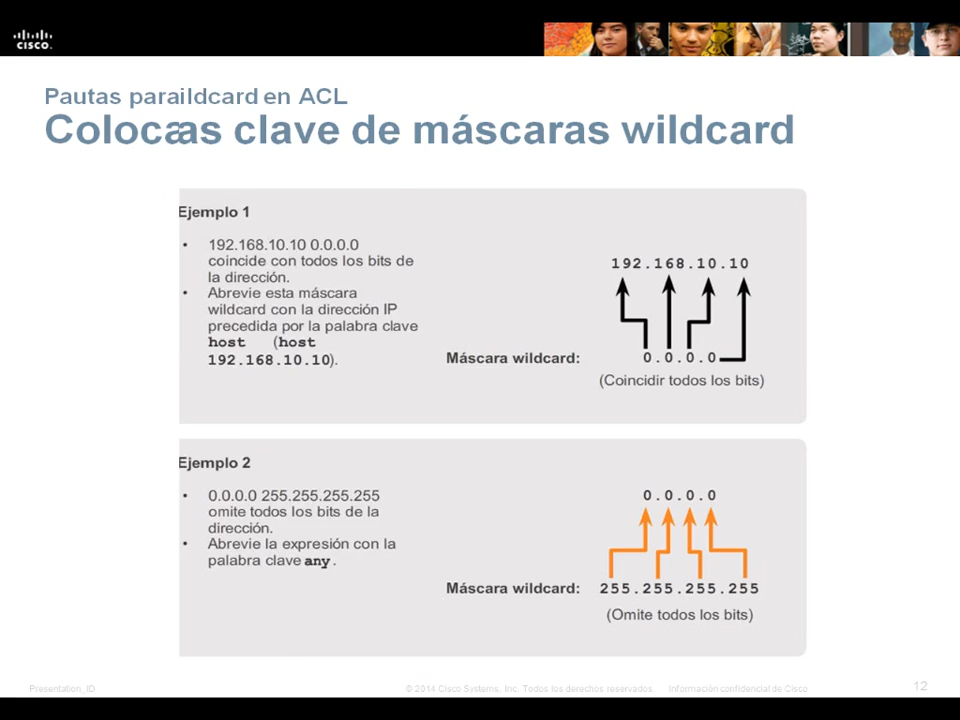 CISCO.
Pautas paraildcard en ACL
Colocaas clave de máscaras wildcard
Ejemplo 1
• 192.168.10.10 0.0.0.0
coincide con todos los bits de
la dirección.
• Abrevie esta máscara
wildcard con la dirección IP
precedida por la palabra clave
host (host
192.168.10.10).
192.168.10.10
Máscara wildcard: 0.0.0.0
(Coincidir todos los bits)
Ejemplo 2
• 0.0.0.0 255.255.255.255
omite todos los bits de la
dirección.
• Abrevie la expresión con la
palabra clave any.
0.0.0.0
Máscara wildcard: 255.255.255.255
(Omite todos los bits)
Presentation_ID © 2014 Cisco Systems, Inc. Todos los derechos reservados. Información confidencial de Cisco 12